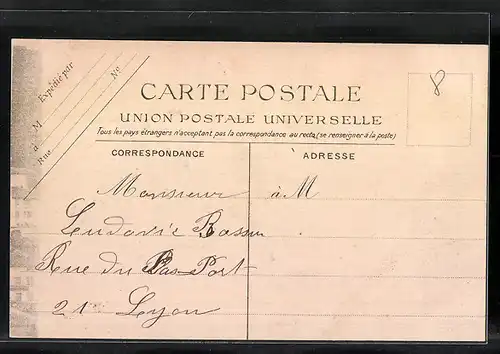 Expédié par
M
à
Rue
No
CARTE POSTALE
UNION POSTALE UNIVERSELLE
Tous les pays étrangers n'acceptant pas la correspondance au recto (se renseigner à la poste)
CORRESPONDANCE
ADRESSE
8
Monsieur
à M
Ludovic
Rue du Bas-Port
21 Lyon